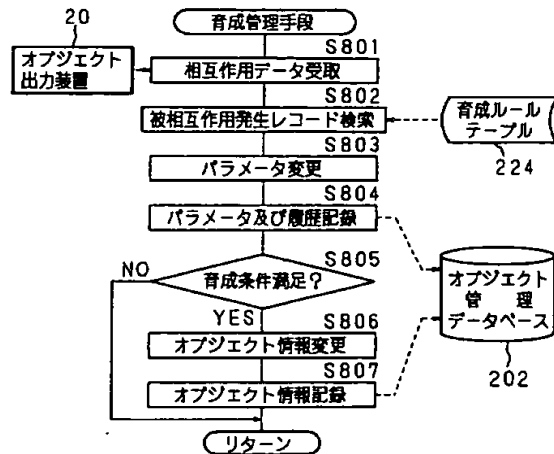 育成管理手段
20
S801
オブジェクト
出力装置
相互作用データ受取
S802
被相互作用発生レコード検索
育成ルール
テーブル
224
S803
パラメータ変更
S804
パラメータ及び履歴記録
S805
NO
育成条件満足?
オブジェクト
管 理
データベース
202
YES
S806
オブジェクト情報変更
S807
オブジェクト情報記録
リターン